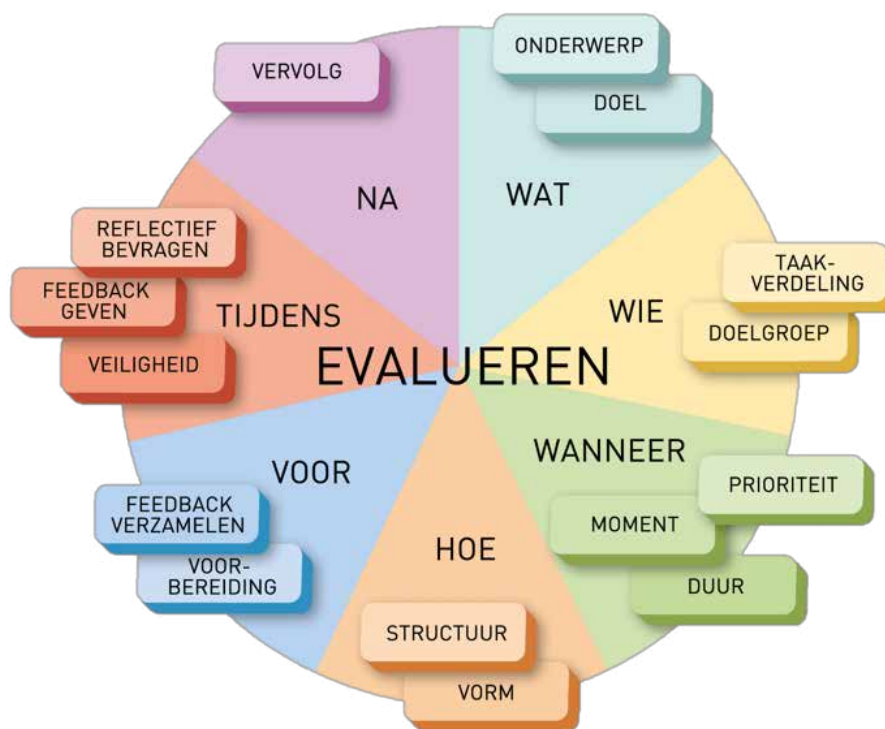 EVALUEREN
WAT
ONDERWERP
DOEL
WIE
TAAK-
VERDELING
DOELGROEP
WANNEER
PRIORITEIT
MOMENT
DUUR
HOE
STRUCTUUR
VORM
VOOR
FEEDBACK
VERZAMELEN
VOOR-
BEREIDING
TIJDENS
REFLECTIEF
BEVRAGEN
FEEDBACK
GEVEN
VEILIGHEID
NA
VERVOLG